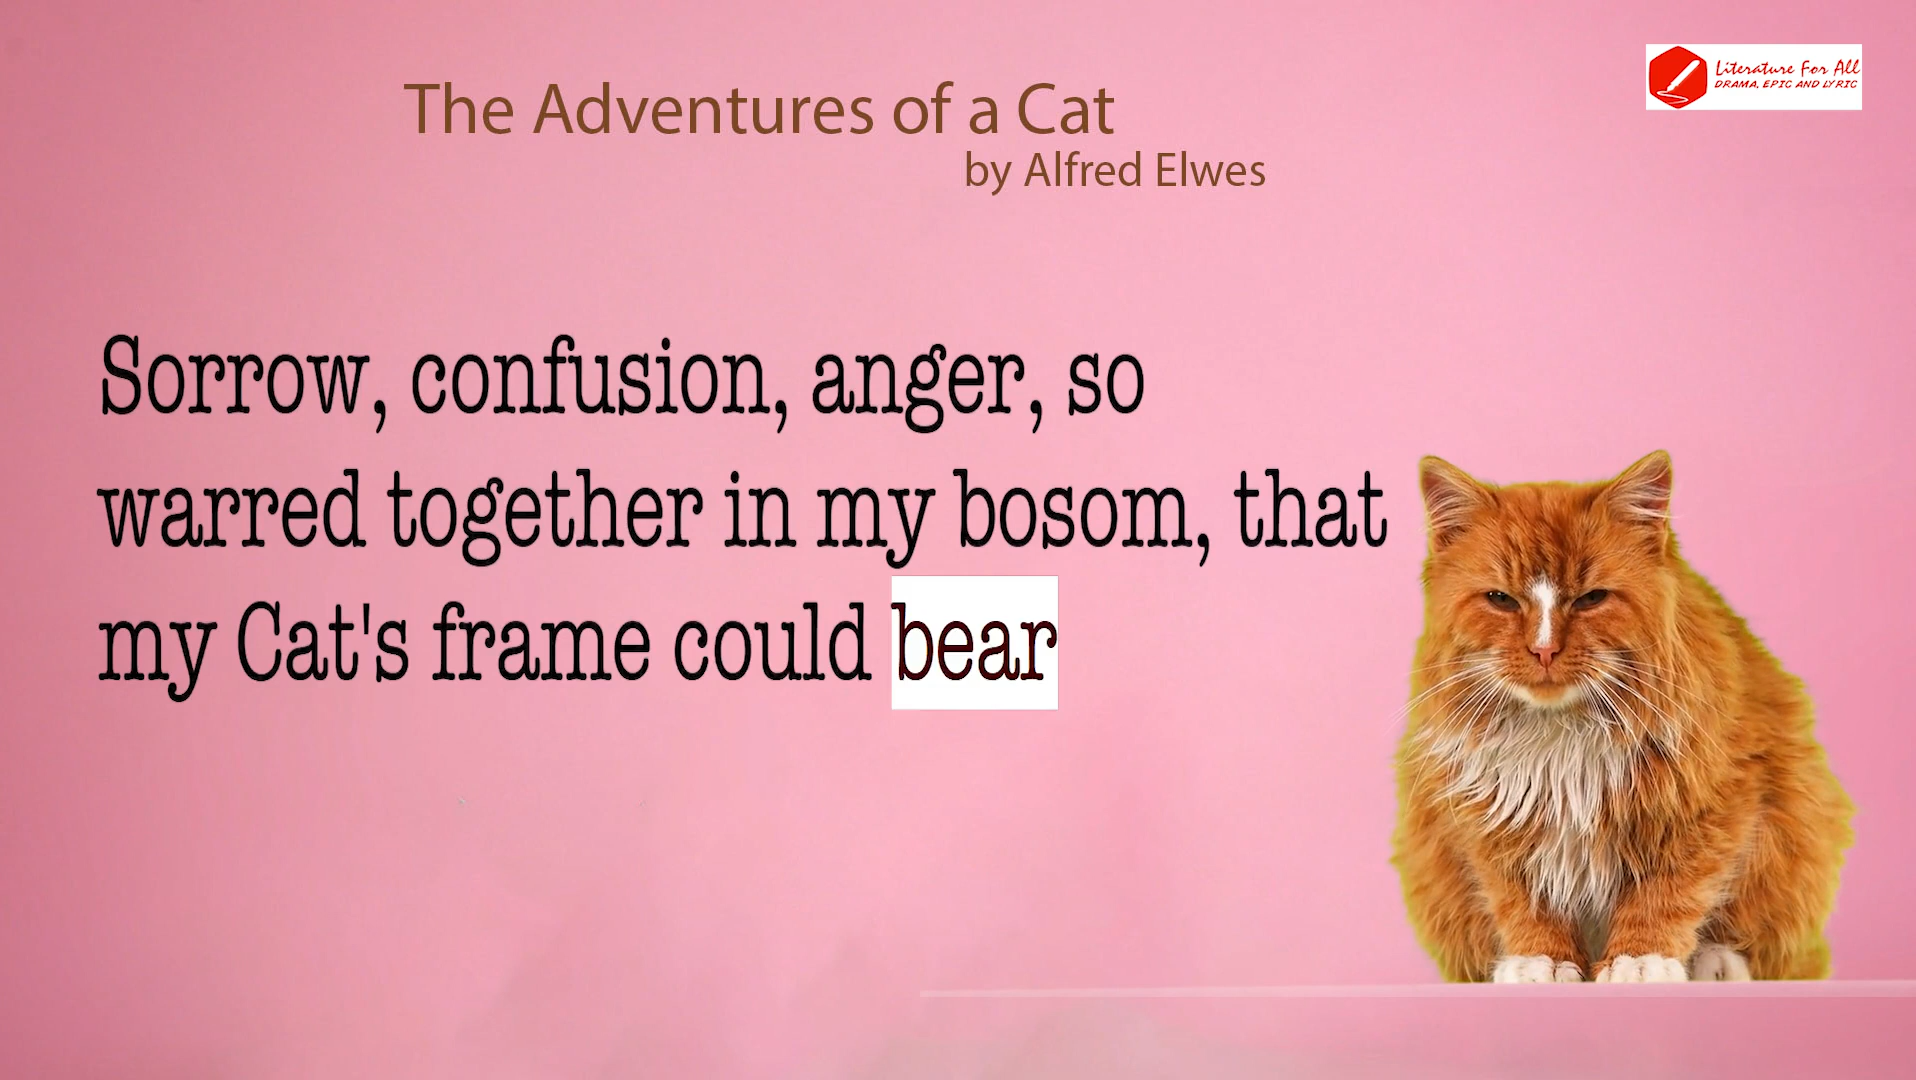 The Adventures of a Cat
by Alfred Elwes
Literature For All
DRAMA, EPIC AND LYRIC
Sorrow, confusion, anger, so
warred together in my bosom, that
my Cat's frame could bear